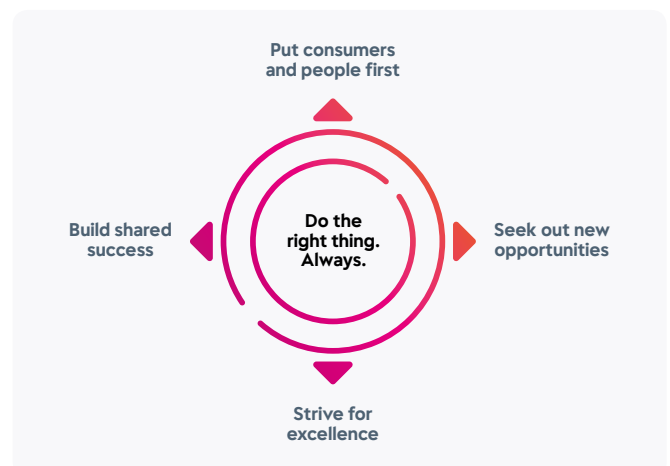 Put consumers
and people first
Build shared
success
Do the
right thing.
Always.
Seek out new
opportunities
Strive for
excellence